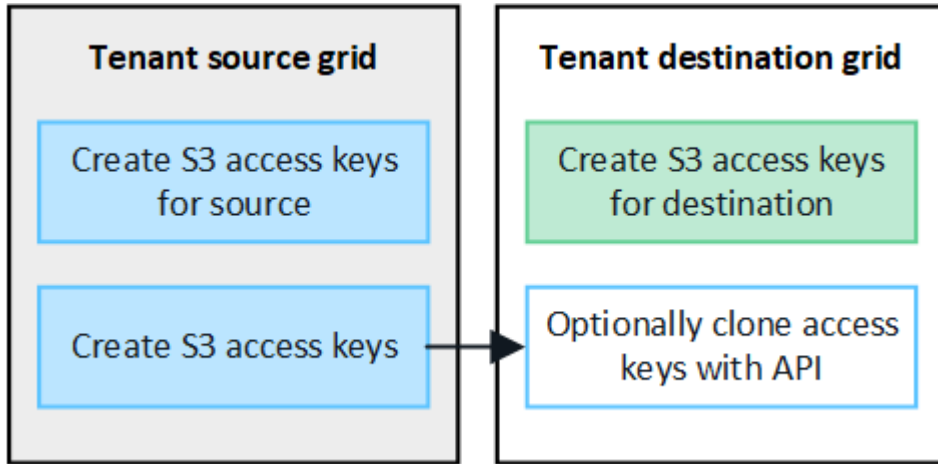 Tenant source grid
Create S3 access keys
for source
Create S3 access keys
Tenant destination grid
Create S3 access keys
for destination
Optionally clone access
keys with API